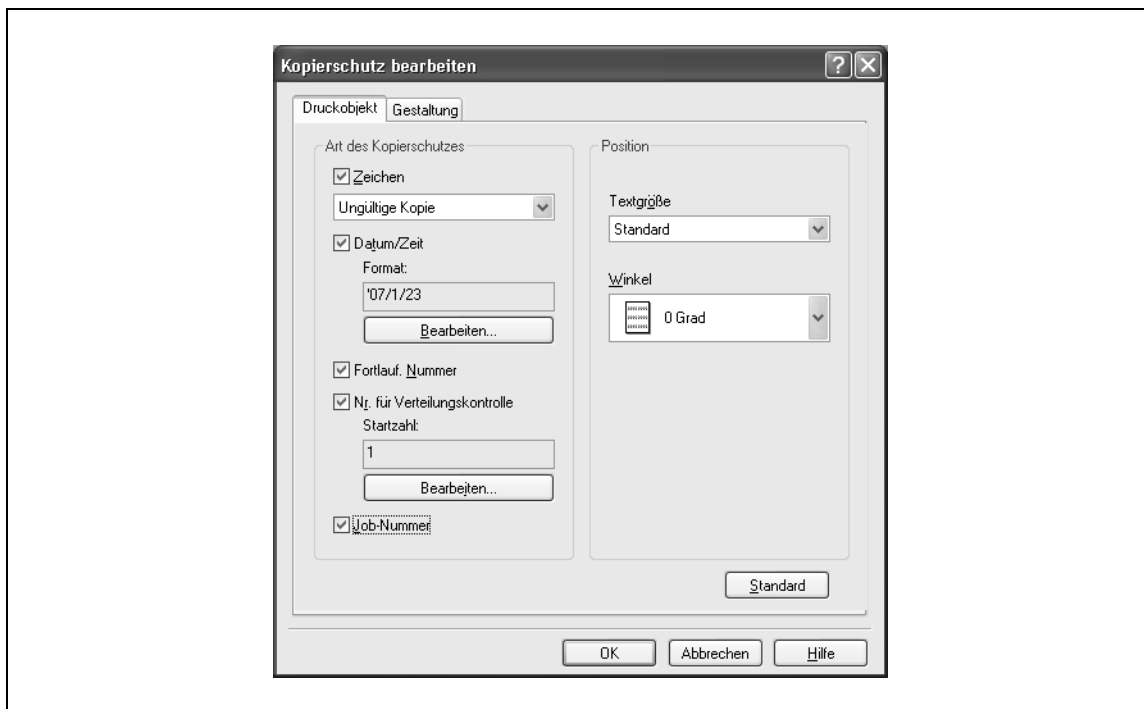 Kopierschutz bearbeiten
Druckobjekt Gestaltung
Art des Kopierschutzes
Zeichen
Ungültige Kopie
Datum/Zeit
Format:
'07/1/23
Bearbeiten...
Fortlauf. Nummer
Nr. für Verteilungskontrolle
Startzahl:
1
Bearbeiten...
Job-Nummer
Position
Textgröße
Standard
Winkel
0 Grad
Standard
OK Abbrechen Hilfe